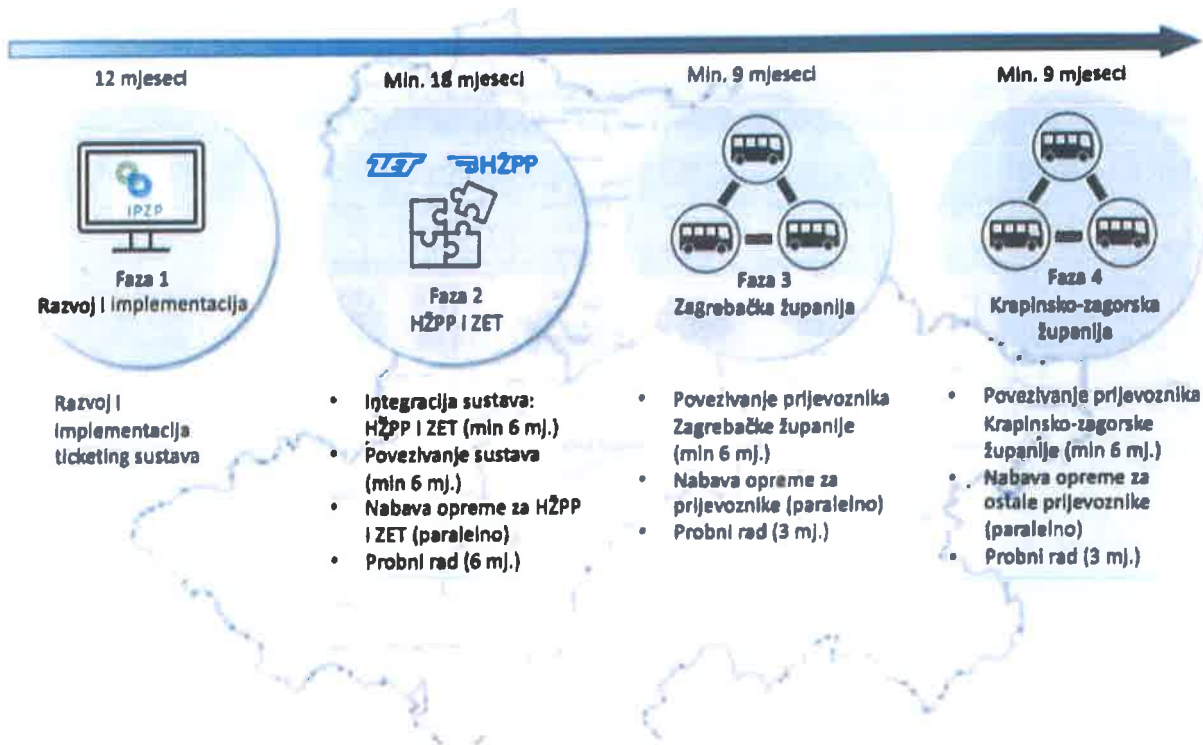 12 mjeseci
Min. 18 mjeseci
Min. 9 mjeseci
Min. 9 mjeseci
IPZP
Faza 1
Razvoj i implementacija
ZET HŽPP
Faza 2
HŽPP i ZET
Faza 3
Zagrebačka županija
Faza 4
Krapinsko-zagorska
županija
Razvoj i
implementacija
ticketing sustava
• Integracija sustava:
HŽPP i ZET (min 6 mj.)
• Povezivanje sustava
(min 6 mj.)
• Nabava opreme za HŽPP
i ZET (paralelno)
• Probni rad (6 mj.)
• Povezivanje prijevoznika
Zagrebačke županije
(min 6 mj.)
• Nabava opreme za
prijevoznike (paralelno)
• Probni rad (3 mj.)
• Povezivanje prijevoznika
Krapinsko-zagorske
županije (min 6 mj.)
• Nabava opreme za
ostale prijevoznike
(paralelno)
• Probni rad (3 mj.)